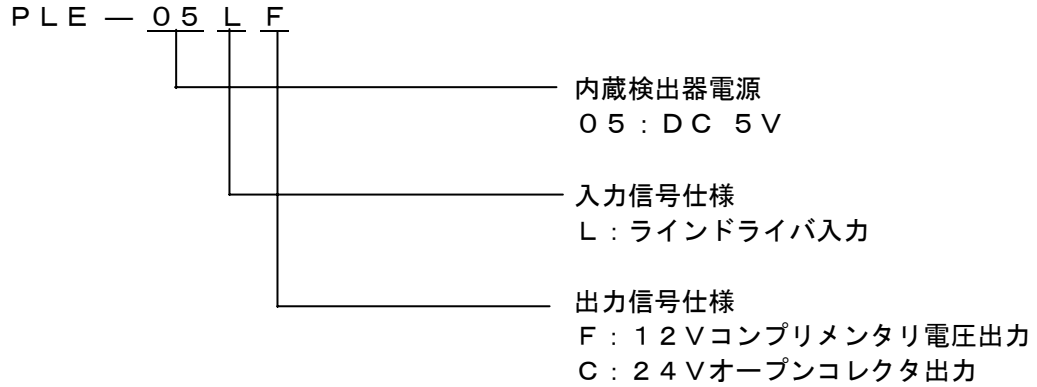 PLE―05LF
内蔵検出器電源
05:DC 5V
入力信号仕様
L:ラインドライバ入力
出力信号仕様
F:12Vコンプリメンタリ電圧出力
C:24Vオープンコレクタ出力